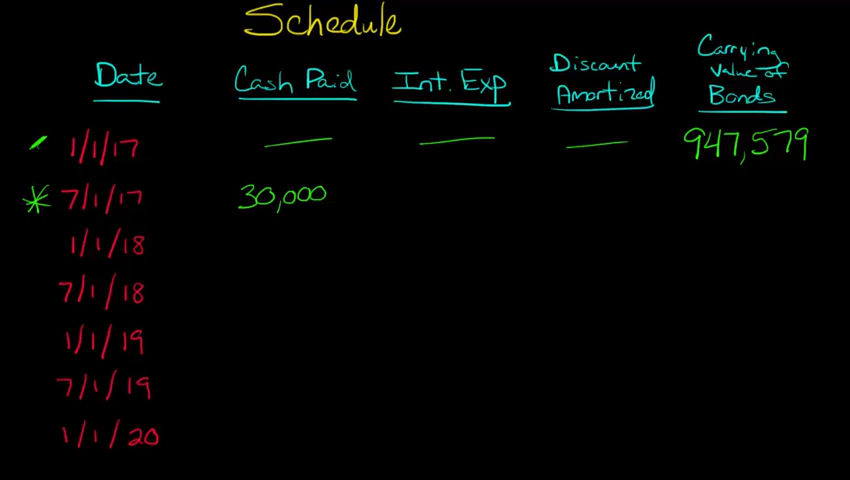 Schedule
Date Cash Paid Int. Exp Discount Amortized Carrying Value of Bonds
1/1/17 — — — 947,579
* 7/1/17 30,000
1/1/18
7/1/18
1/1/19
7/1/19
1/1/20